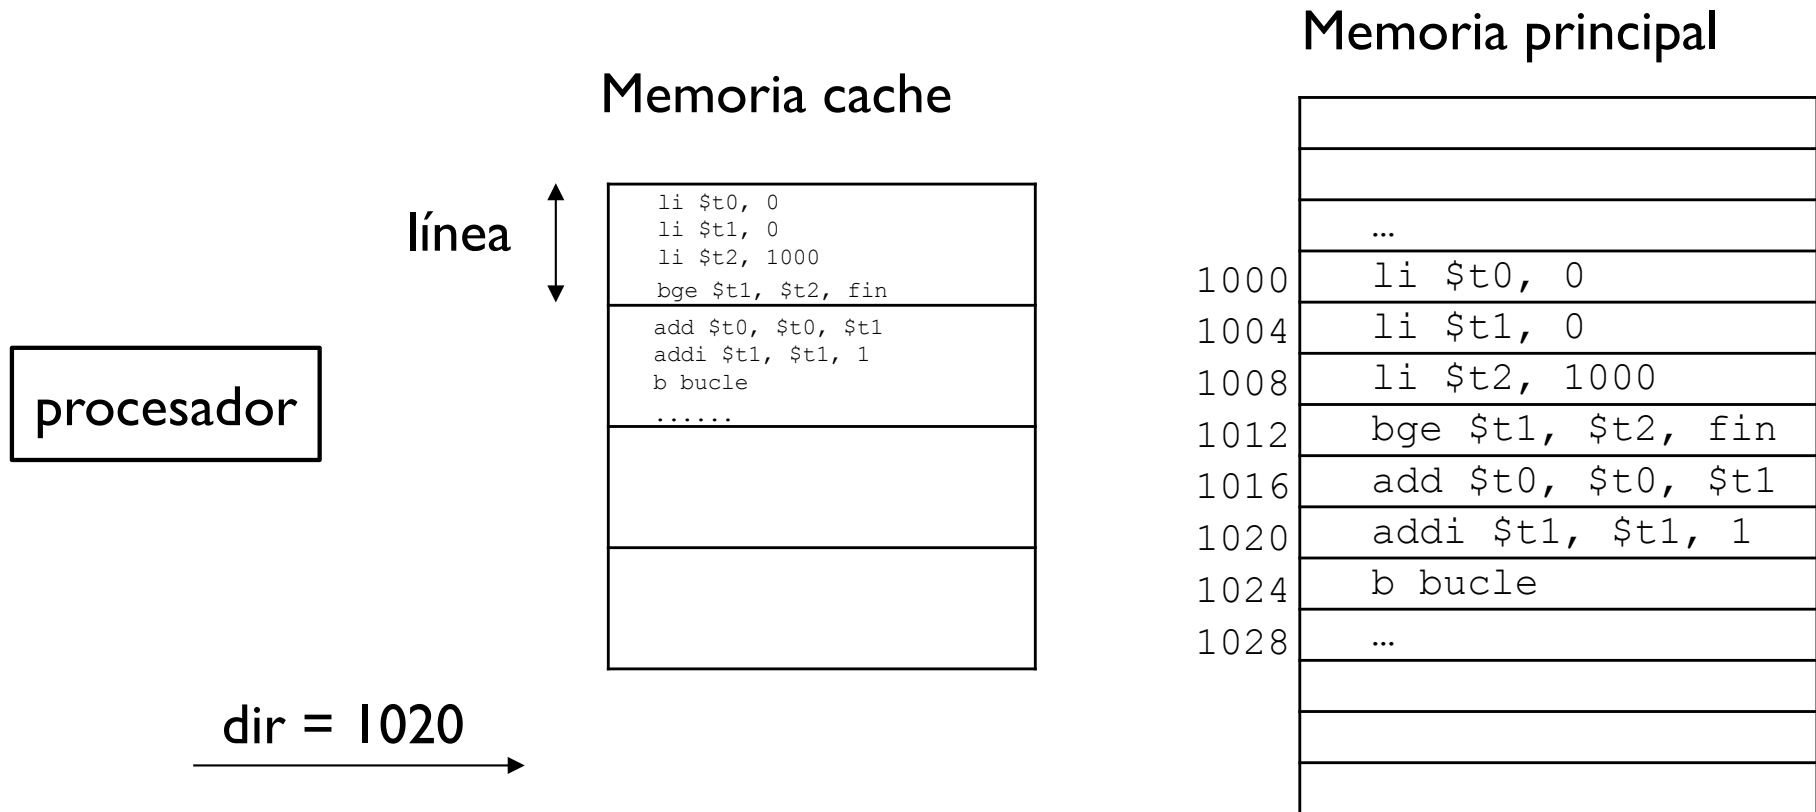 Memoria principal
Memoria cache
línea
li $t0, 0
li $t1, 0
li $t2, 1000
bge $t1, $t2, fin
add $t0, $t0, $t1
addi $t1, $t1, 1
b bucle
......
procesador
dir = 1020
…
1000 li $t0, 0
1004 li $t1, 0
1008 li $t2, 1000
1012 bge $t1, $t2, fin
1016 add $t0, $t0, $t1
1020 addi $t1, $t1, 1
1024 b bucle
1028 …